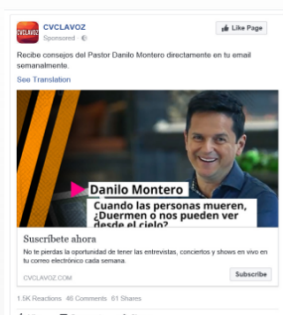 CVCLAVOZ
CVCLAVOZ
Sponsored
Like Page
Recibe consejos del Pastor Danilo Montero directamente en tu email
semanalmente.
See Translation
Danilo Montero
Cuando las personas mueren,
¿Duermen o nos pueden ver
desde el cielo?
Suscríbete ahora
No te pierdas la oportunidad de tener las entrevistas, conciertos y shows en vivo en
tu correo electrónico cada semana.
CVCLAVOZ.COM
Subscribe
1.5K Reactions 46 Comments 61 Shares